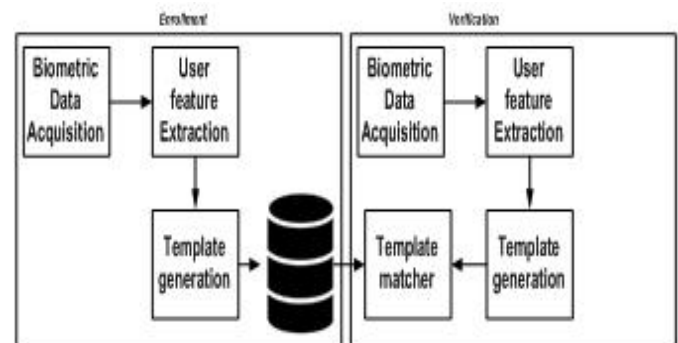 Enrollment
Verification
Biometric
Data
Acquisition
User
feature
Extraction
Template
generation
Biometric
Data
Acquisition
User
feature
Extraction
Template
matcher
Template
generation